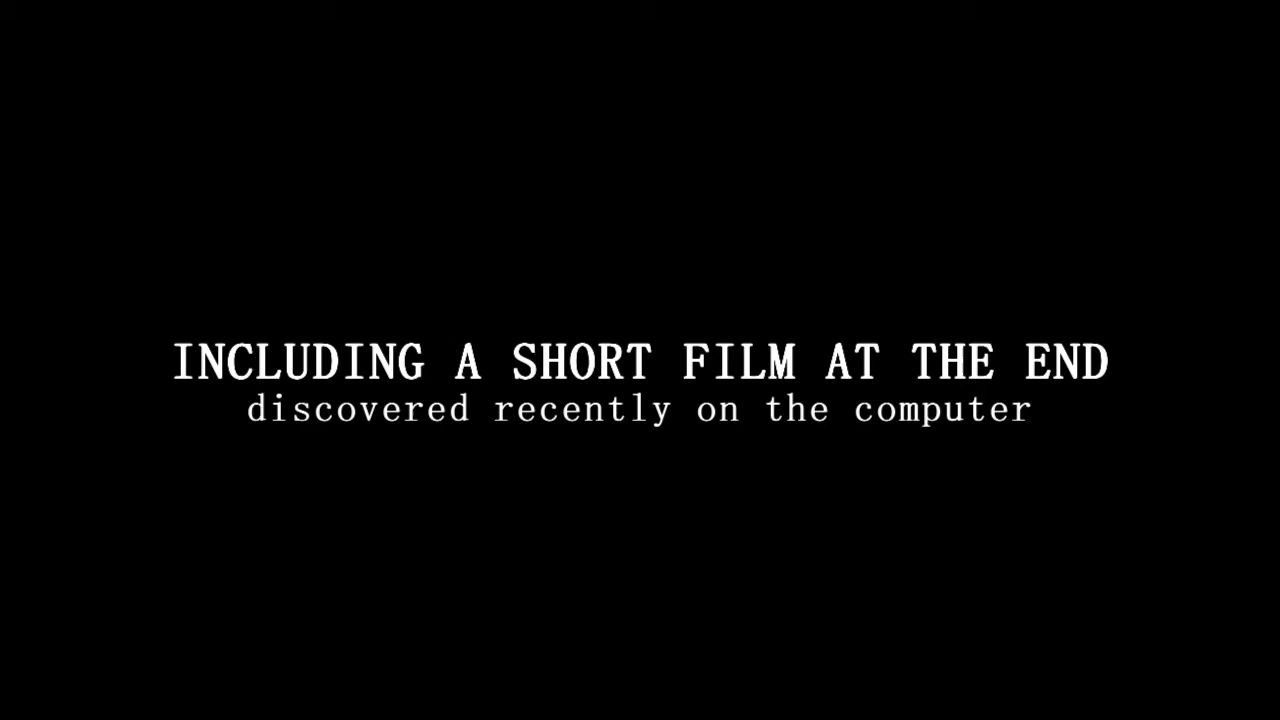 INCLUDING A SHORT FILM AT THE END
discovered recently on the computer